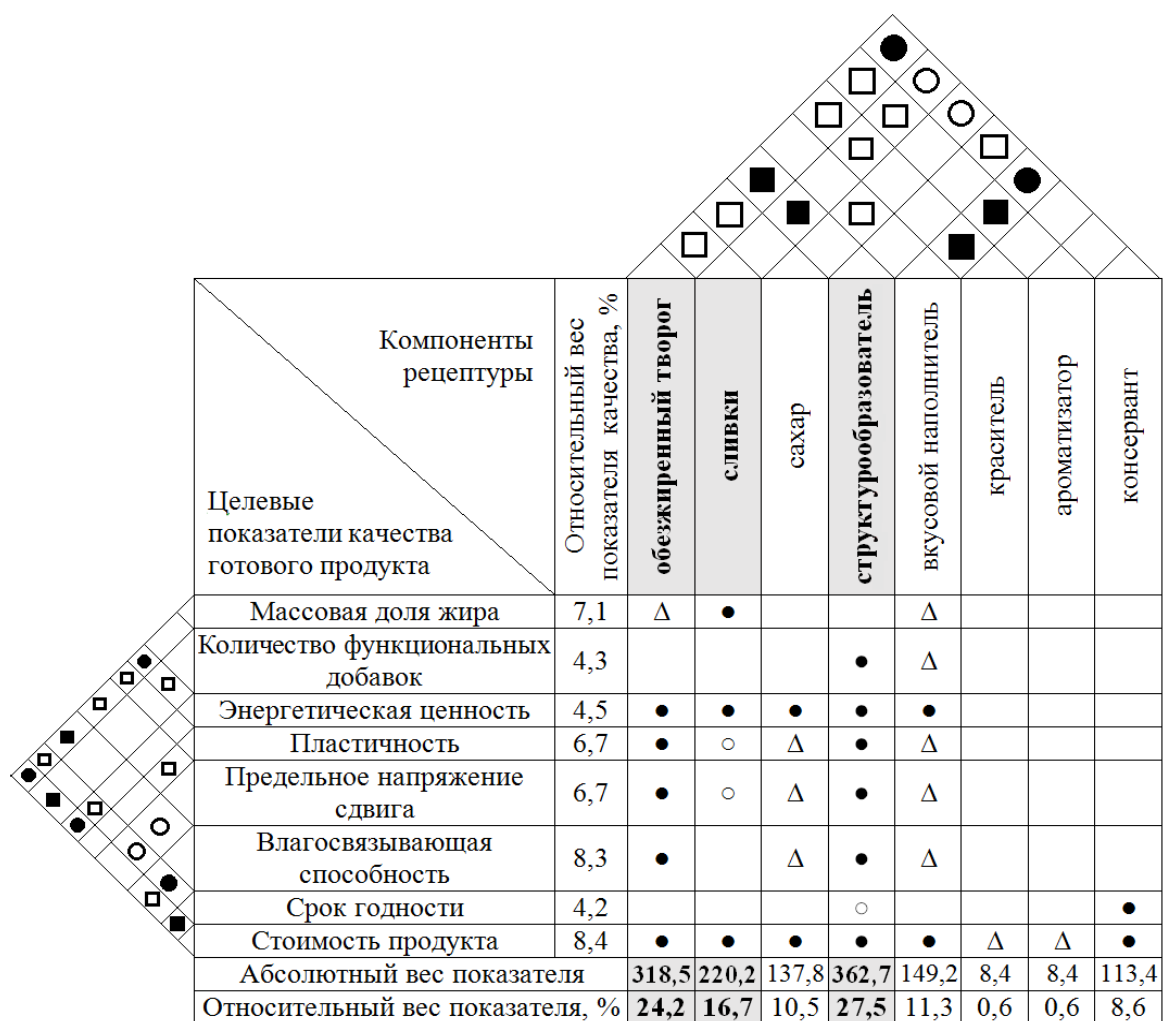 Компоненты
рецептуры
Целевые
показатели качества
готового продукта
Относительный вес
показателя качества, %
обезжиренный творог
сливки
сахар
структурообразователь
вкусовой наполнитель
краситель
ароматизатор
консервант
Массовая доля жира 7,1 Δ ● Δ
Количество функциональных
добавок 4,3 ● Δ
Энергетическая ценность 4,5 ● ● ● ● ●
Пластичность 6,7 ● ○ Δ ● Δ
Предельное напряжение
сдвига 6,7 ● ○ Δ ● Δ
Влагосвязывающая
способность 8,3 ● Δ ● Δ
Срок годности 4,2 ○ ●
Стоимость продукта 8,4 ● ● ● ● ● Δ Δ ●
Абсолютный вес показателя 318,5 220,2 137,8 362,7 149,2 8,4 8,4 113,4
Относительный вес показателя, % 24,2 16,7 10,5 27,5 11,3 0,6 0,6 8,6